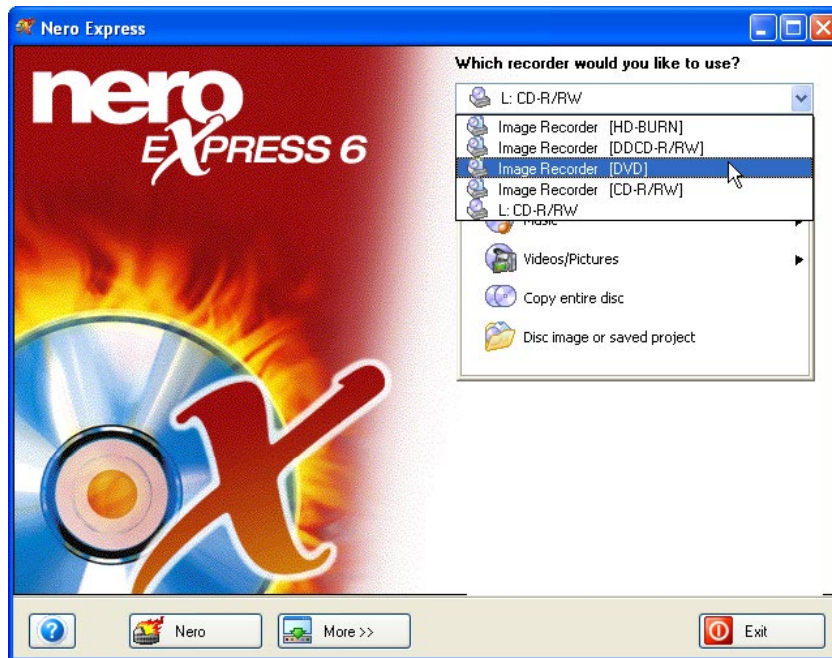 Nero Express
nero
EXPRESS 6
Which recorder would you like to use?
L: CD-R/RW
Image Recorder [HD-BURN]
Image Recorder [DDCD-R/RW]
Image Recorder [DVD]
Image Recorder [CD-R/RW]
L: CD-R/RW
Music
Videos/Pictures
Copy entire disc
Disc image or saved project
Nero
More >>
Exit